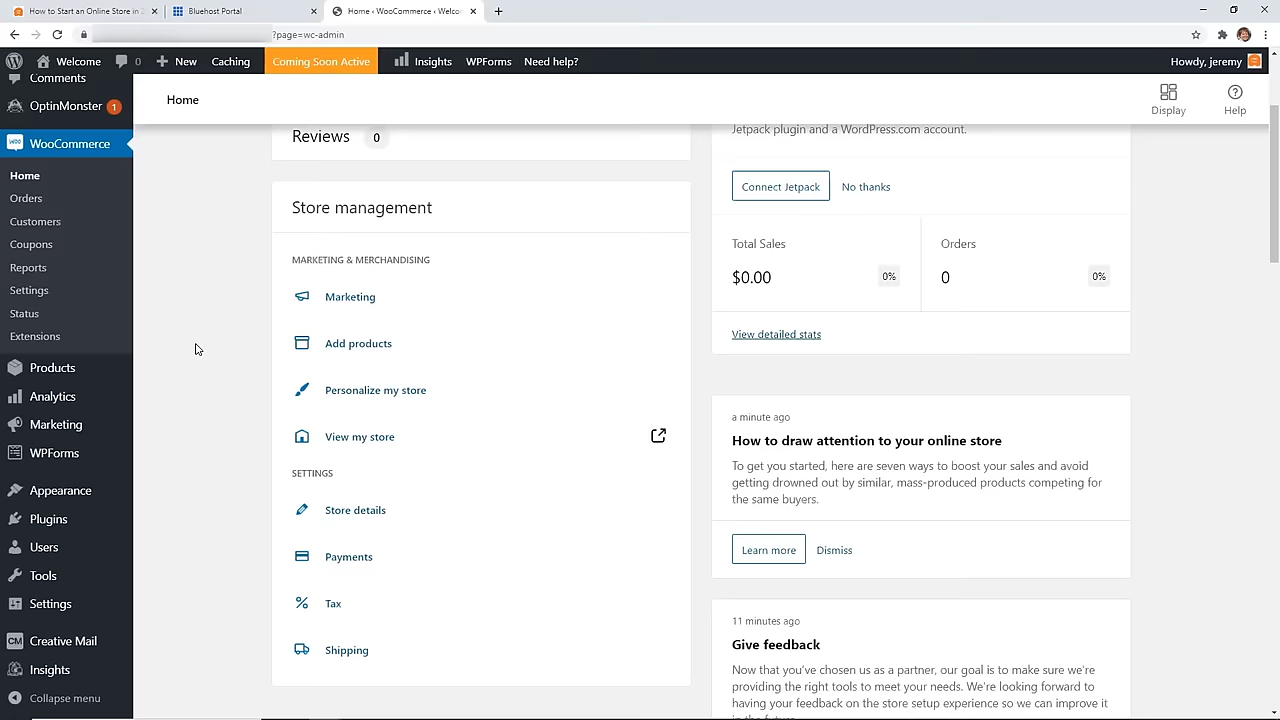 How to Start an Online Store in 2
Bluehost Portal
Home ‹ WooCommerce ‹ Welco
?page=wc-admin
Welcome
0
New
Caching
Coming Soon Active
Insights
WPForms
Need help?
Howdy, jeremy
Comments
OptinMonster 1
WooCommerce
Home
Orders
Customers
Coupons
Reports
Settings
Status
Extensions
Products
Analytics
Marketing
WPForms
Appearance
Plugins
Users
Tools
Settings
CM Creative Mail
Insights
Collapse menu
Home
Display
Help
Reviews 0
Store management
MARKETING & MERCHANDISING
Marketing
Add products
Personalize my store
View my store
SETTINGS
Store details
Payments
Tax
Shipping
Jetpack plugin and a WordPress.com account.
Connect Jetpack
No thanks
Total Sales
$0.00
0%
Orders
0
0%
View detailed stats
a minute ago
How to draw attention to your online store
To get you started, here are seven ways to boost your sales and avoid
getting drowned out by similar, mass-produced products competing for
the same buyers.
Learn more
Dismiss
11 minutes ago
Give feedback
Now that you've chosen us as a partner, our goal is to make sure we're
providing the right tools to meet your needs. We're looking forward to
having your feedback on the store setup experience so we can improve it
in the future.